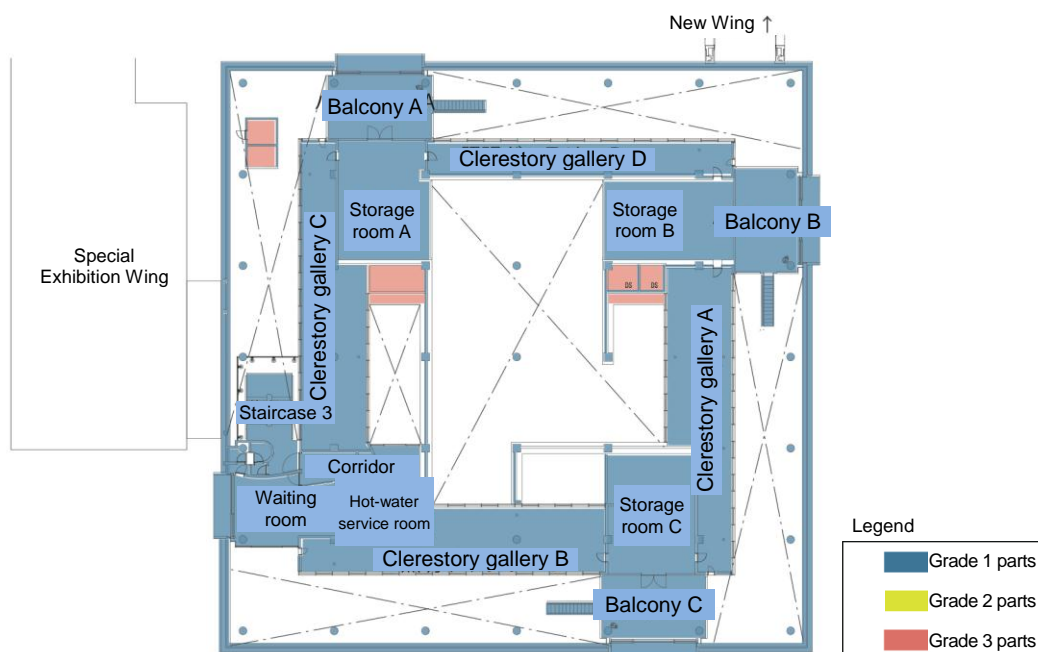 New Wing ↑
Balcony A
Clerestory gallery D
Storage
room A
Storage
room B
Balcony B
Clerestory gallery C
Special
Exhibition Wing
DS
DS
Clerestory gallery A
Staircase 3
Corridor
Waiting
room
Hot-water
service room
Storage
room C
Clerestory gallery B
Balcony C
Legend
Grade 1 parts
Grade 2 parts
Grade 3 parts